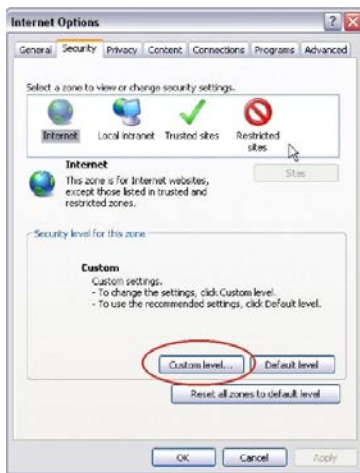 Internet Options
General Security Privacy Content Connections Programs Advanced
Select a zone to view or change security settings.
Internet Local intranet Trusted sites Restricted sites
Internet
This zone is for Internet websites,
except those listed in trusted and
restricted zones.
Sites
Security level for this zone
Custom
Custom settings.
- To change the settings, click Custom level.
- To use the recommended settings, click Default level.
Custom level... Default level
Reset all zones to default level
OK Cancel Apply